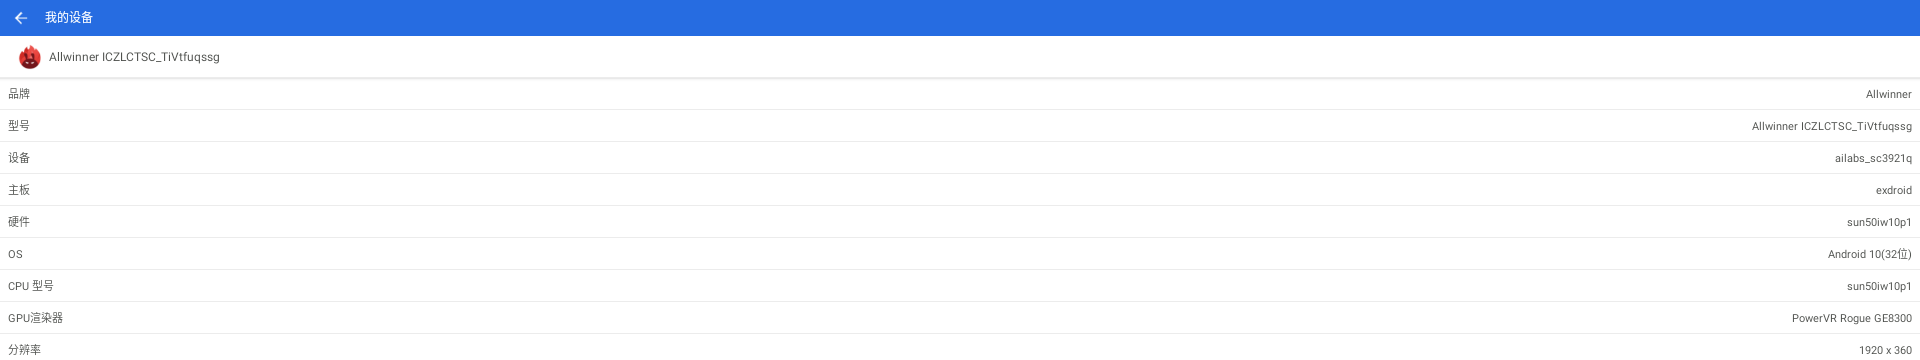 我的设备
Allwinner ICZLCTSC_TiVtfuqssg
品牌 Allwinner
型号 Allwinner ICZLCTSC_TiVtfuqssg
设备 ailabs_sc3921q
主板 exdroid
硬件 sun50iw10p1
OS Android 10(32位)
CPU 型号 sun50iw10p1
GPU渲染器 PowerVR Rogue GE8300
分辨率 1920 x 360